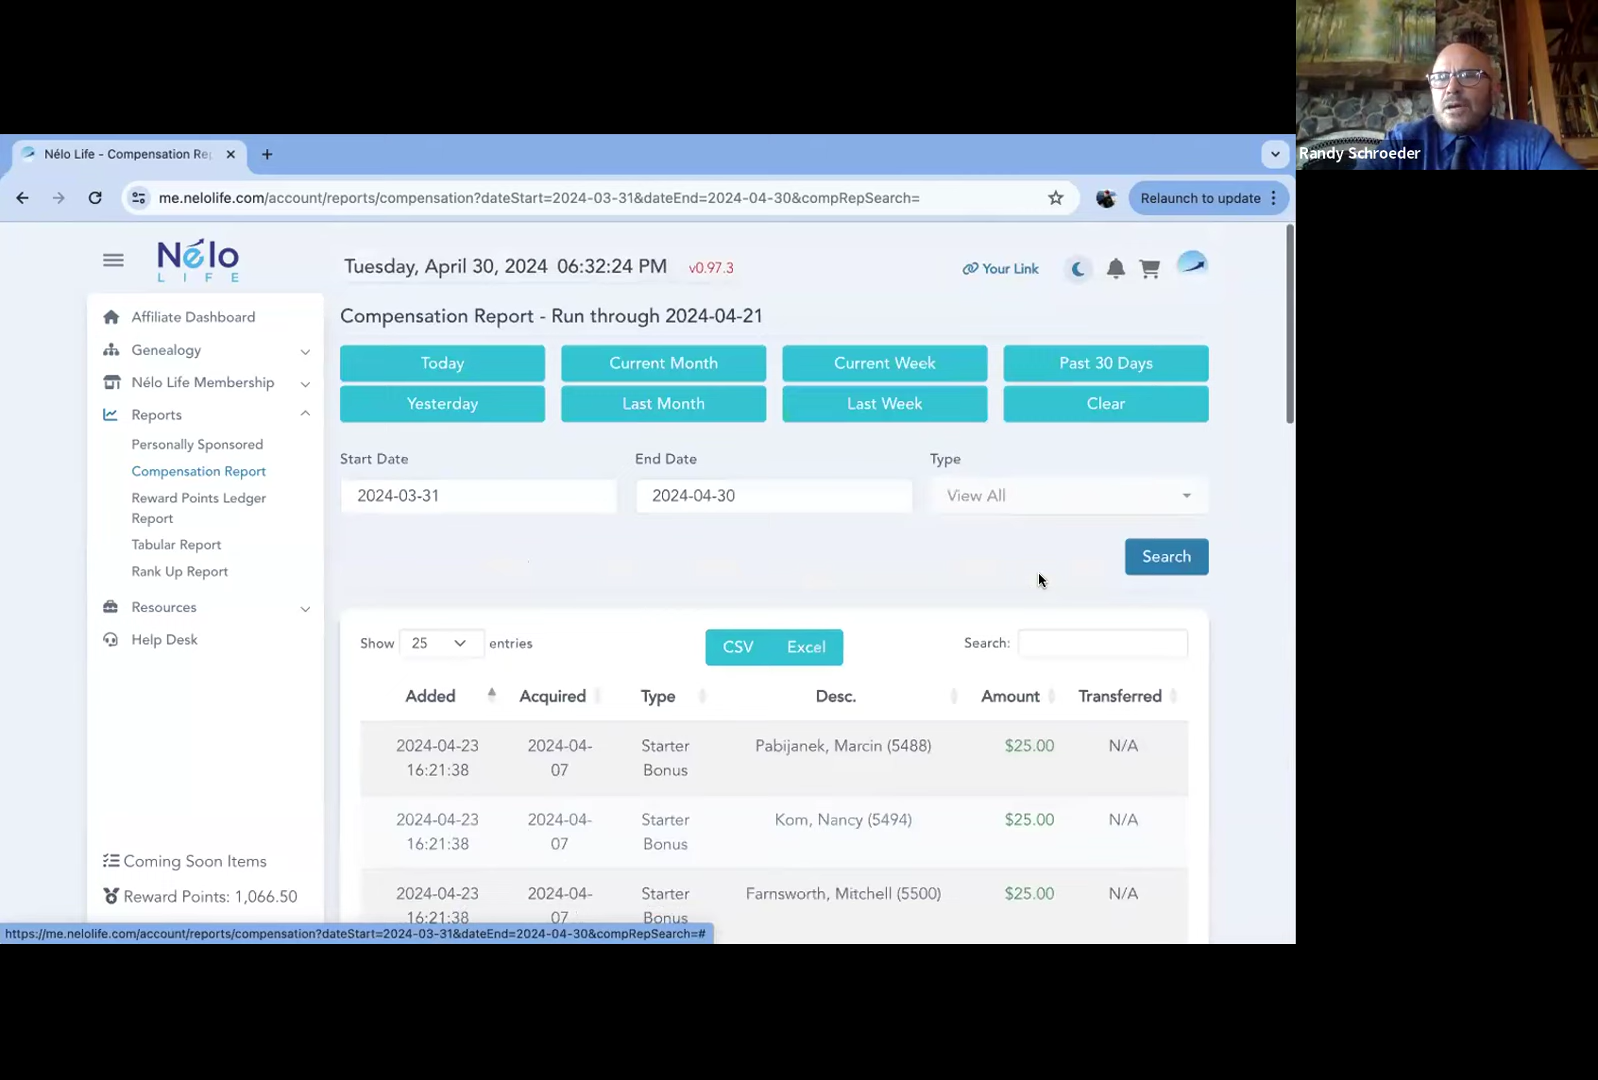 Randy Schroeder
Nélo Life - Compensation Re
me.nelolife.com/account/reports/compensation?dateStart=2024-03-31&dateEnd=2024-04-30&compRepSearch=
Relaunch to update
Nélo
LIFE
Tuesday, April 30, 2024 06:32:24 PM v0.97.3
Your Link
Affiliate Dashboard
Genealogy
Nélo Life Membership
Reports
Personally Sponsored
Compensation Report
Reward Points Ledger
Report
Tabular Report
Rank Up Report
Resources
Help Desk
Coming Soon Items
Reward Points: 1,066.50
Compensation Report - Run through 2024-04-21
Today Current Month Current Week Past 30 Days
Yesterday Last Month Last Week Clear
Start Date End Date Type
2024-03-31 2024-04-30 View All
Search
Show 25 entries CSV Excel Search:
Added Acquired Type Desc. Amount Transferred
2024-04-23 2024-04- Starter Pabijanek, Marcin (5488) $25.00 N/A
16:21:38 07 Bonus
2024-04-23 2024-04- Starter Kom, Nancy (5494) $25.00 N/A
16:21:38 07 Bonus
2024-04-23 2024-04- Starter Farnsworth, Mitchell (5500) $25.00 N/A
16:21:38 07 Bonus
https://me.nelolife.com/account/reports/compensation?dateStart=2024-03-31&dateEnd=2024-04-30&compRepSearch=#